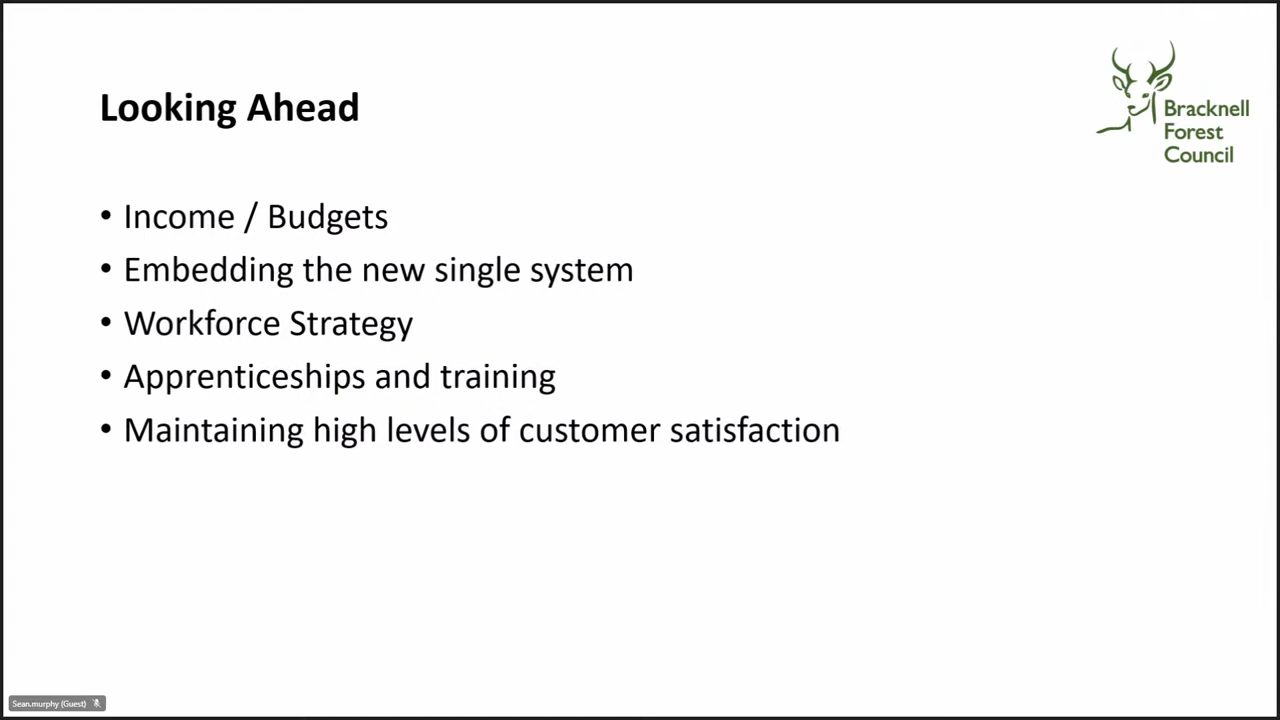 Looking Ahead
Bracknell
Forest
Council
• Income / Budgets
• Embedding the new single system
• Workforce Strategy
• Apprenticeships and training
• Maintaining high levels of customer satisfaction
Sean.murphy (Guest)